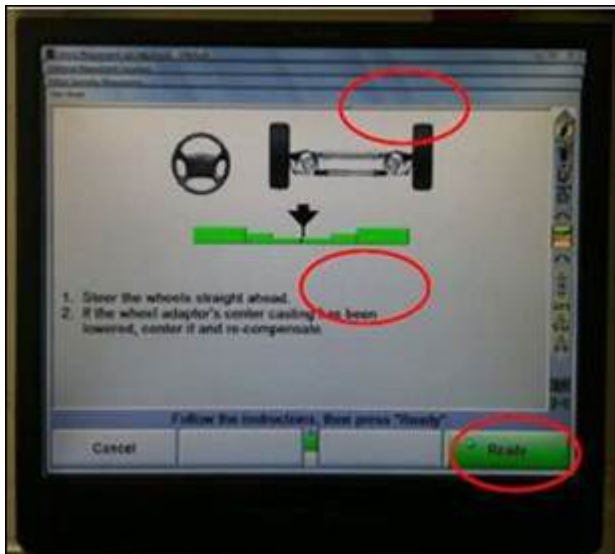 1. Steer the wheels straight ahead.
2. If the wheel adaptor's center casting has been
lowered, center it and re-compensate.
Follow the instructions, then press "Ready".
Cancel
Ready